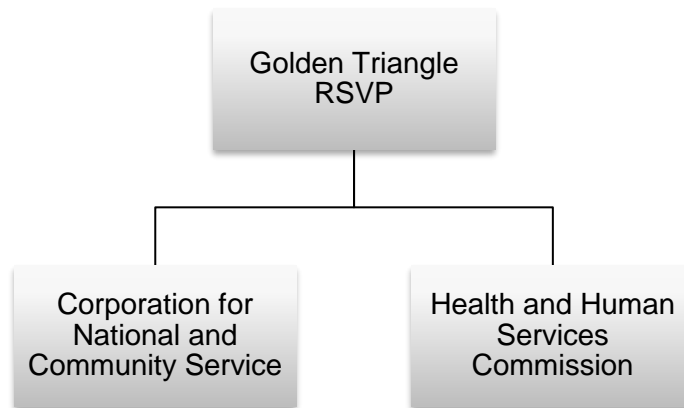 Golden Triangle
RSVP
Corporation for
National and
Community Service
Health and Human
Services
Commission